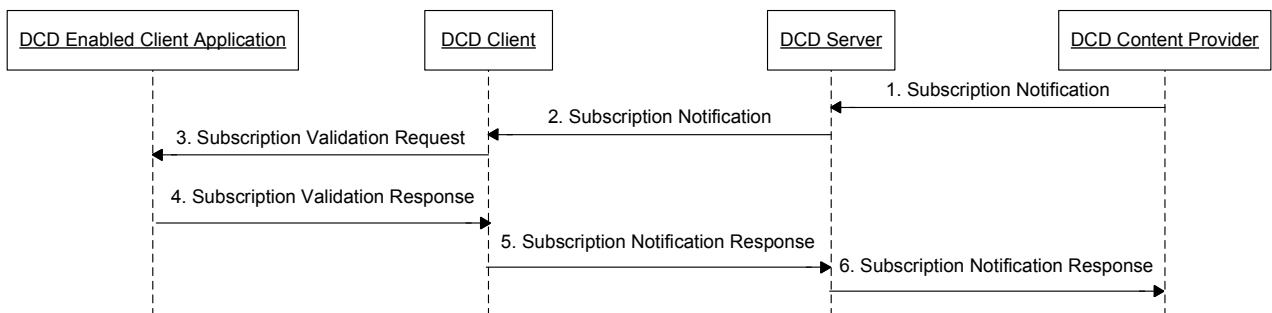 DCD Enabled Client Application
DCD Client
DCD Server
DCD Content Provider
1. Subscription Notification
2. Subscription Notification
3. Subscription Validation Request
4. Subscription Validation Response
5. Subscription Notification Response
6. Subscription Notification Response